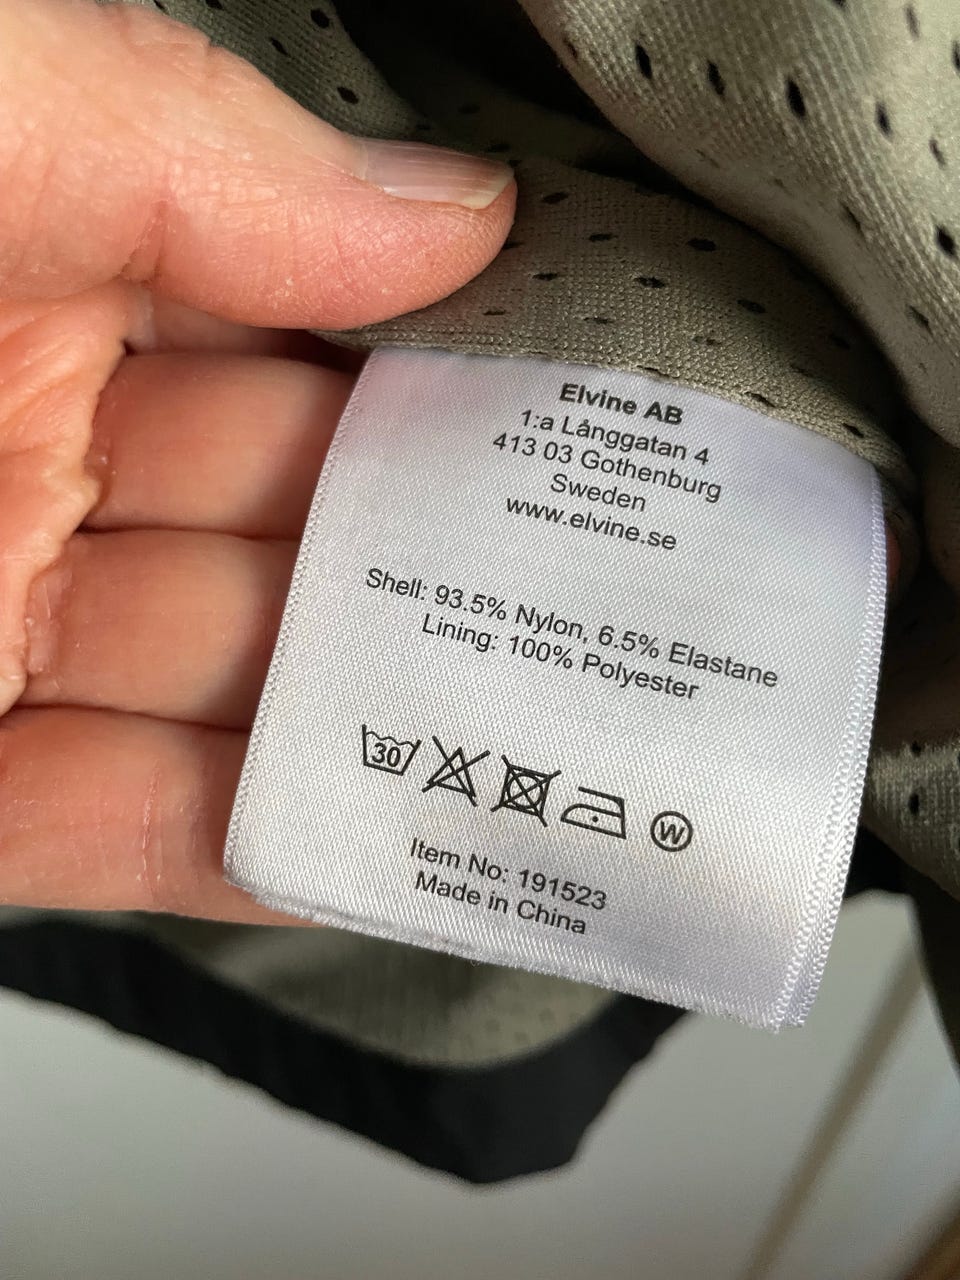 Elvine AB
1:a Långgatan 4
413 03 Gothenburg
Sweden
www.elvine.se
Shell: 93.5% Nylon, 6.5% Elastane
Lining: 100% Polyester
30 W
Item No: 191523
Made in China